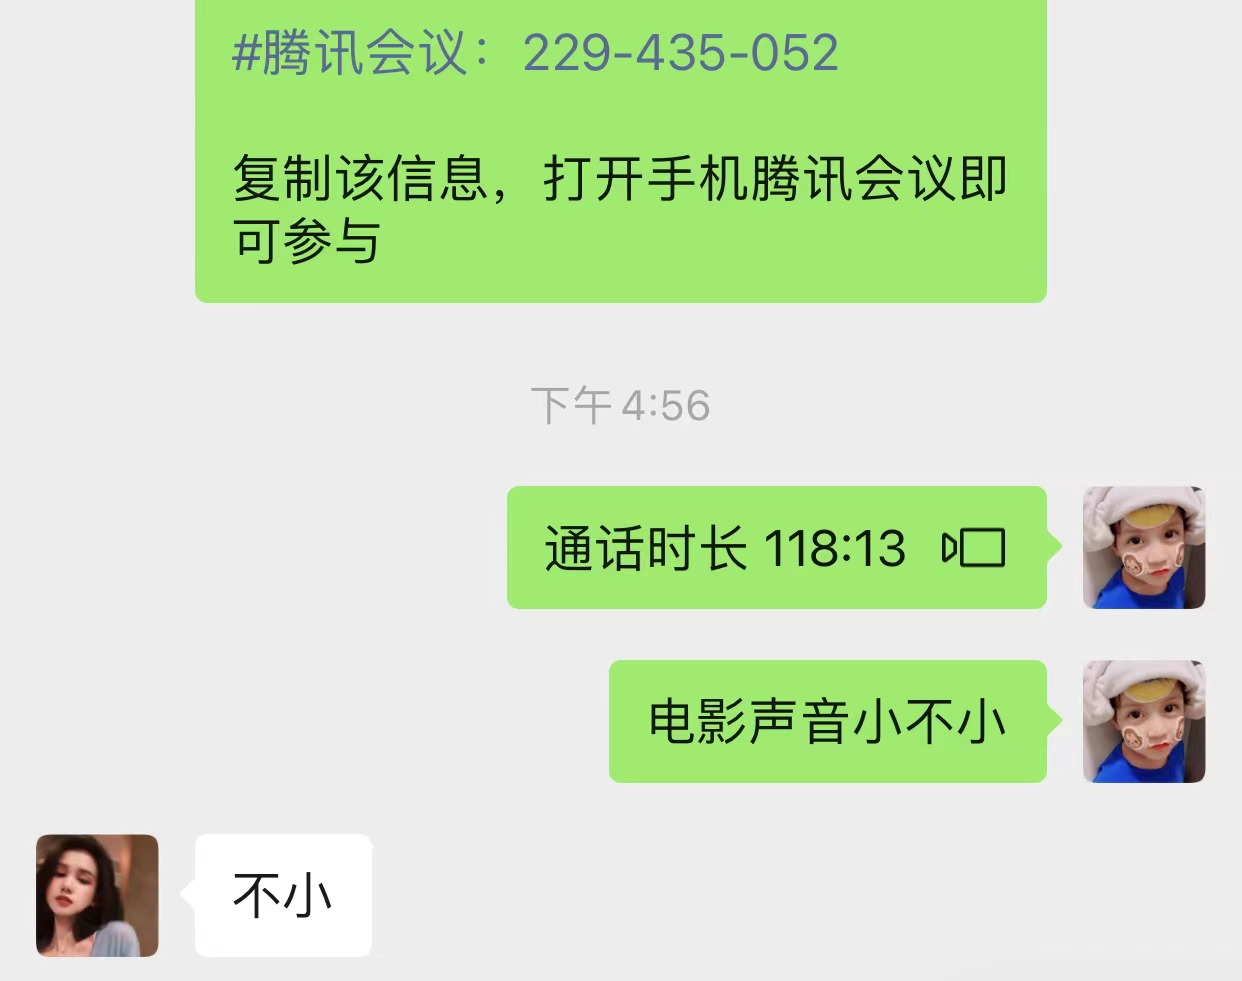 #腾讯会议：229-435-052
复制该信息，打开手机腾讯会议即
可参与
下午4:56
通话时长 118:13
电影声音小不小
不小